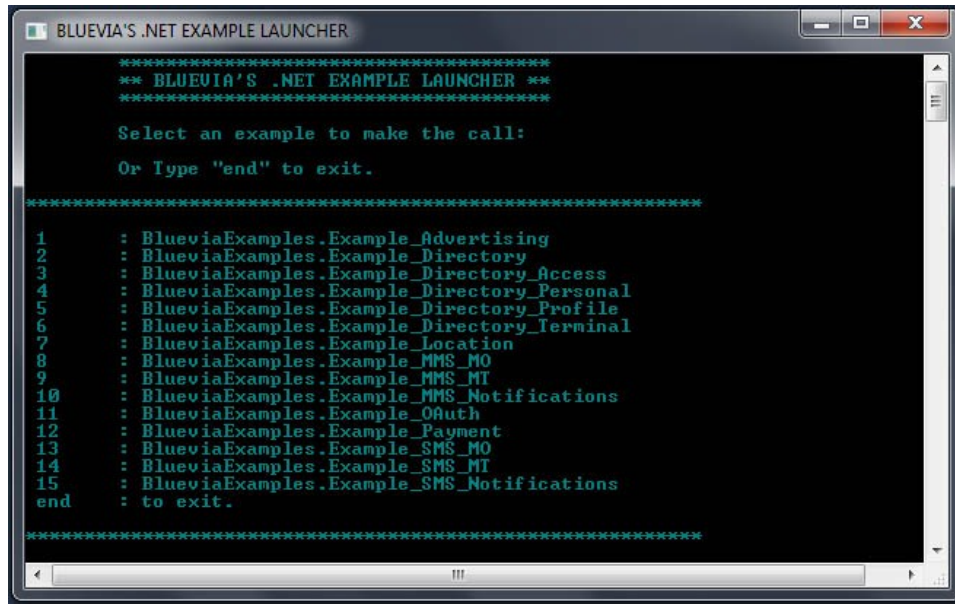 BLUEVIA'S .NET EXAMPLE LAUNCHER
*************************************
** BLUEVIA'S .NET EXAMPLE LAUNCHER **
*************************************
Select an example to make the call:
Or Type "end" to exit.
**********************************************************
1 : BlueviaExamples.Example_Advertising
2 : BlueviaExamples.Example_Directory
3 : BlueviaExamples.Example_Directory_Access
4 : BlueviaExamples.Example_Directory_Personal
5 : BlueviaExamples.Example_Directory_Profile
6 : BlueviaExamples.Example_Directory_Terminal
7 : BlueviaExamples.Example_Location
8 : BlueviaExamples.Example_MMS_MO
9 : BlueviaExamples.Example_MMS_MT
10 : BlueviaExamples.Example_MMS_Notifications
11 : BlueviaExamples.Example_OAuth
12 : BlueviaExamples.Example_Payment
13 : BlueviaExamples.Example_SMS_MO
14 : BlueviaExamples.Example_SMS_MT
15 : BlueviaExamples.Example_SMS_Notifications
end : to exit.
**********************************************************